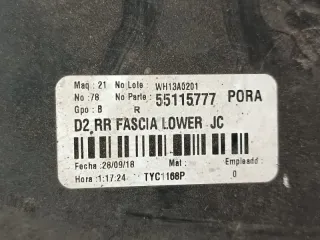 Maq : 21 No Lote : WH13A0201
No :78 No Parte : 55115777 PORA
Gpo : B R
D2,RR FASCIA LOWER JC
Fecha :26/09/18 Mat : Empleado :
Hora :1:17:24 TYC1168P 0